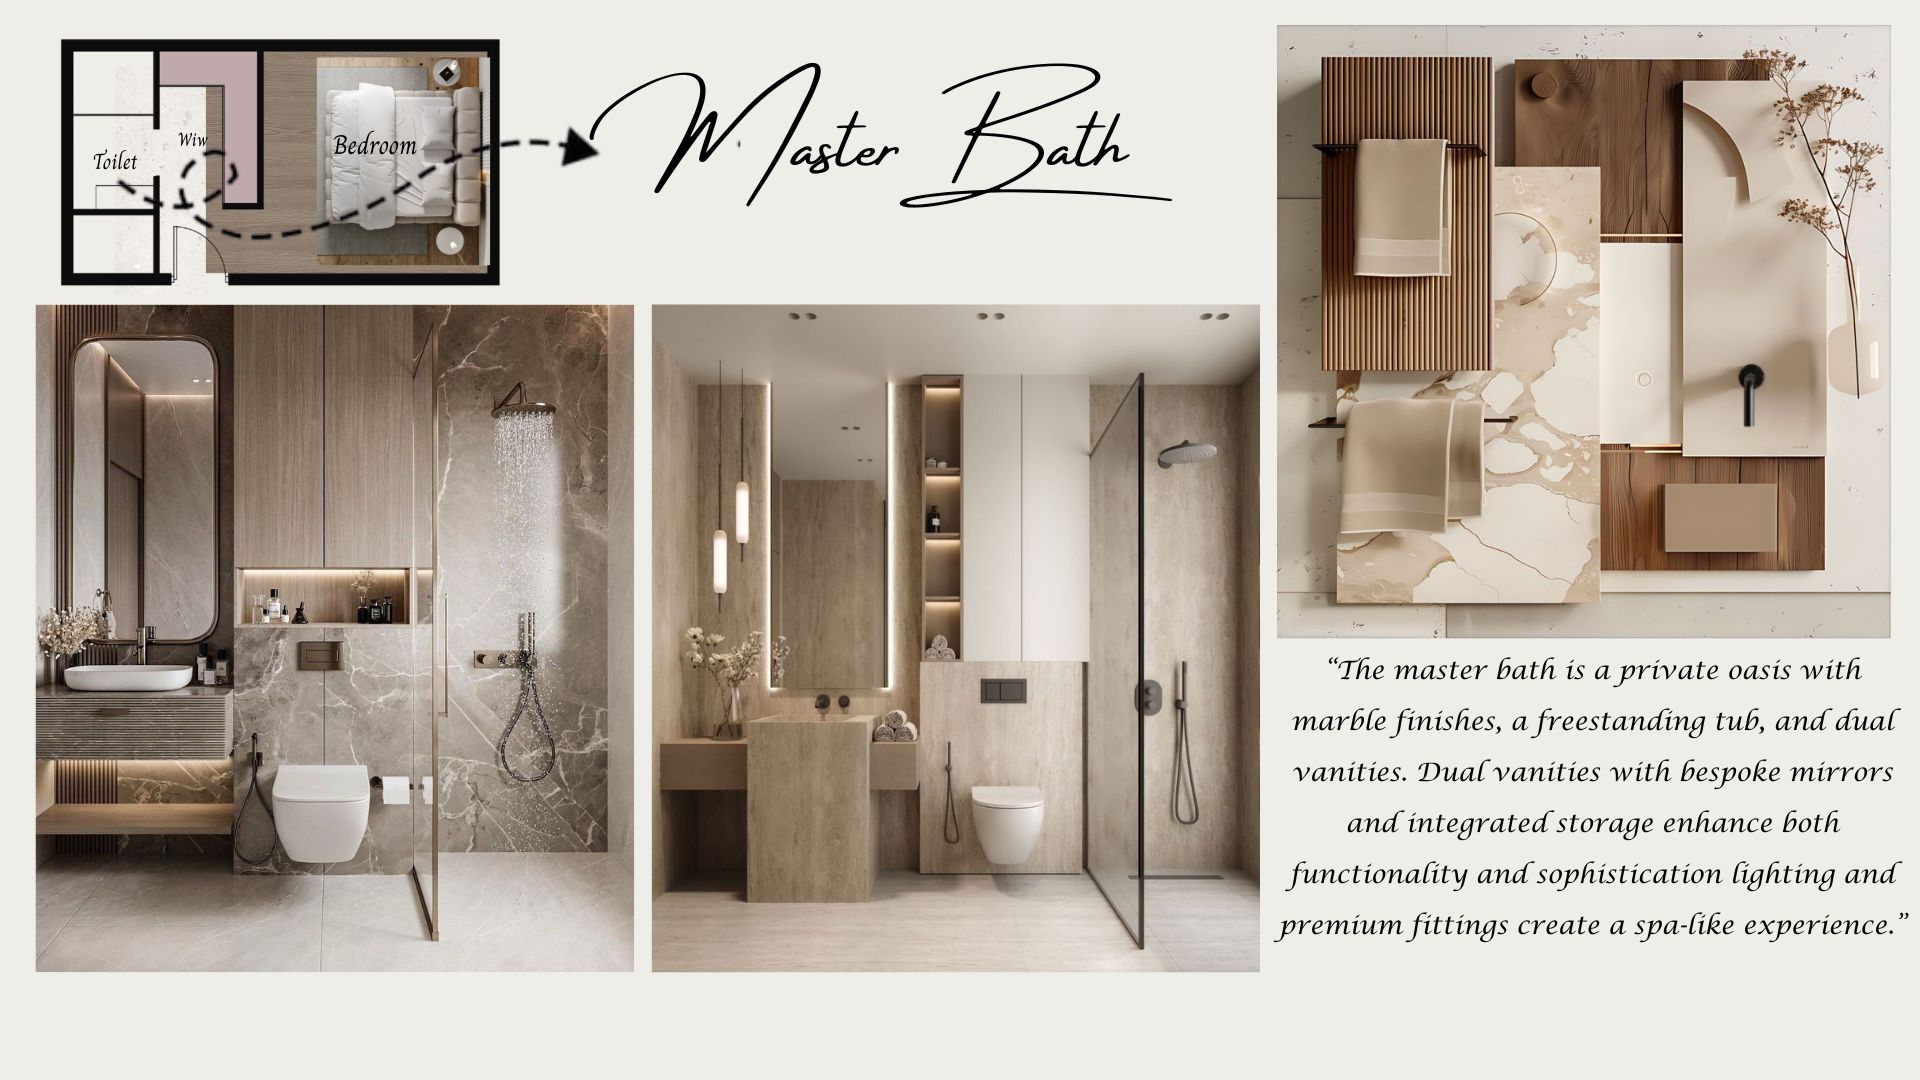 Toilet
Wiw
Bedroom
Master Bath
“The master bath is a private oasis with
marble finishes, a freestanding tub, and dual
vanities. Dual vanities with bespoke mirrors
and integrated storage enhance both
functionality and sophistication lighting and
premium fittings create a spa-like experience.”